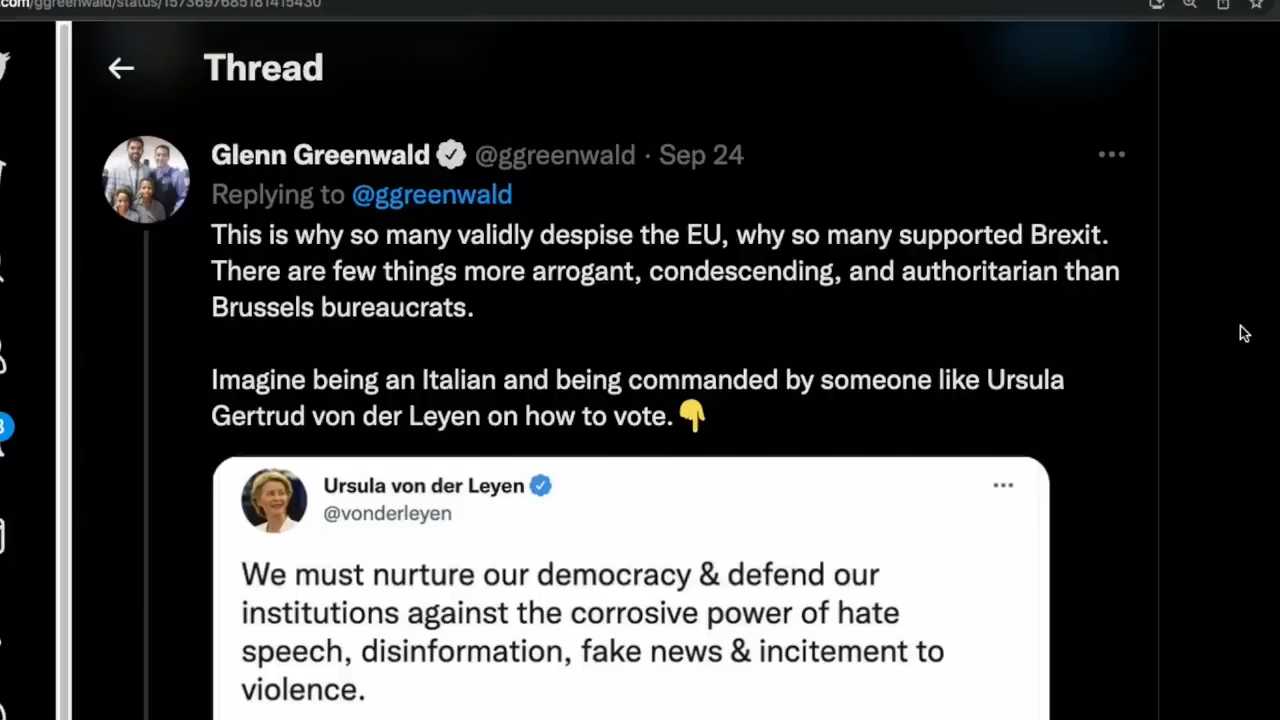 .com/ggreenwald/status/1573697685181415430
Thread
Glenn Greenwald @ggreenwald · Sep 24
Replying to @ggreenwald
This is why so many validly despise the EU, why so many supported Brexit.
There are few things more arrogant, condescending, and authoritarian than
Brussels bureaucrats.
Imagine being an Italian and being commanded by someone like Ursula
Gertrud von der Leyen on how to vote.👇
Ursula von der Leyen
@vonderleyen
We must nurture our democracy & defend our
institutions against the corrosive power of hate
speech, disinformation, fake news & incitement to
violence.